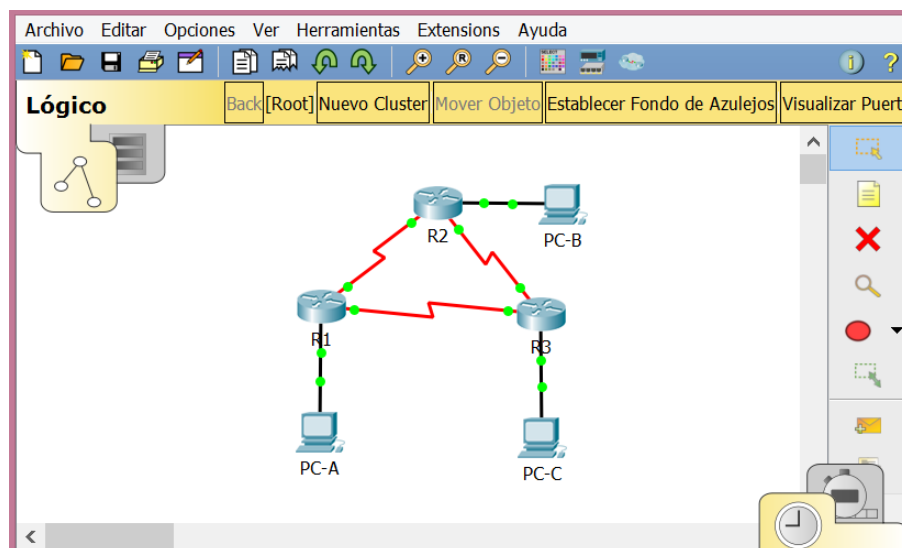 Archivo Editar Opciones Ver Herramientas Extensions Ayuda
Lógico Back [Root] Nuevo Cluster Mover Objeto Establecer Fondo de Azulejos Visualizar Puert
R2
PC-B
R1
R3
PC-A
PC-C